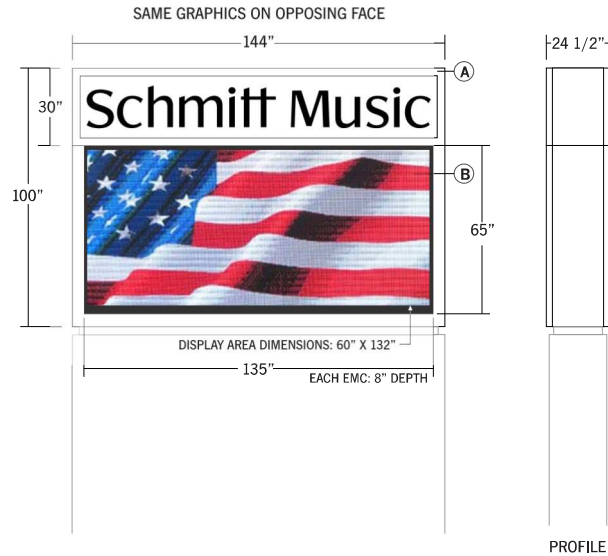 SAME GRAPHICS ON OPPOSING FACE
144”
24 1/2”
A
30”
Schmitt Music
B
100”
65”
DISPLAY AREA DIMENSIONS: 60” X 132”
135”
EACH EMC: 8” DEPTH
PROFILE